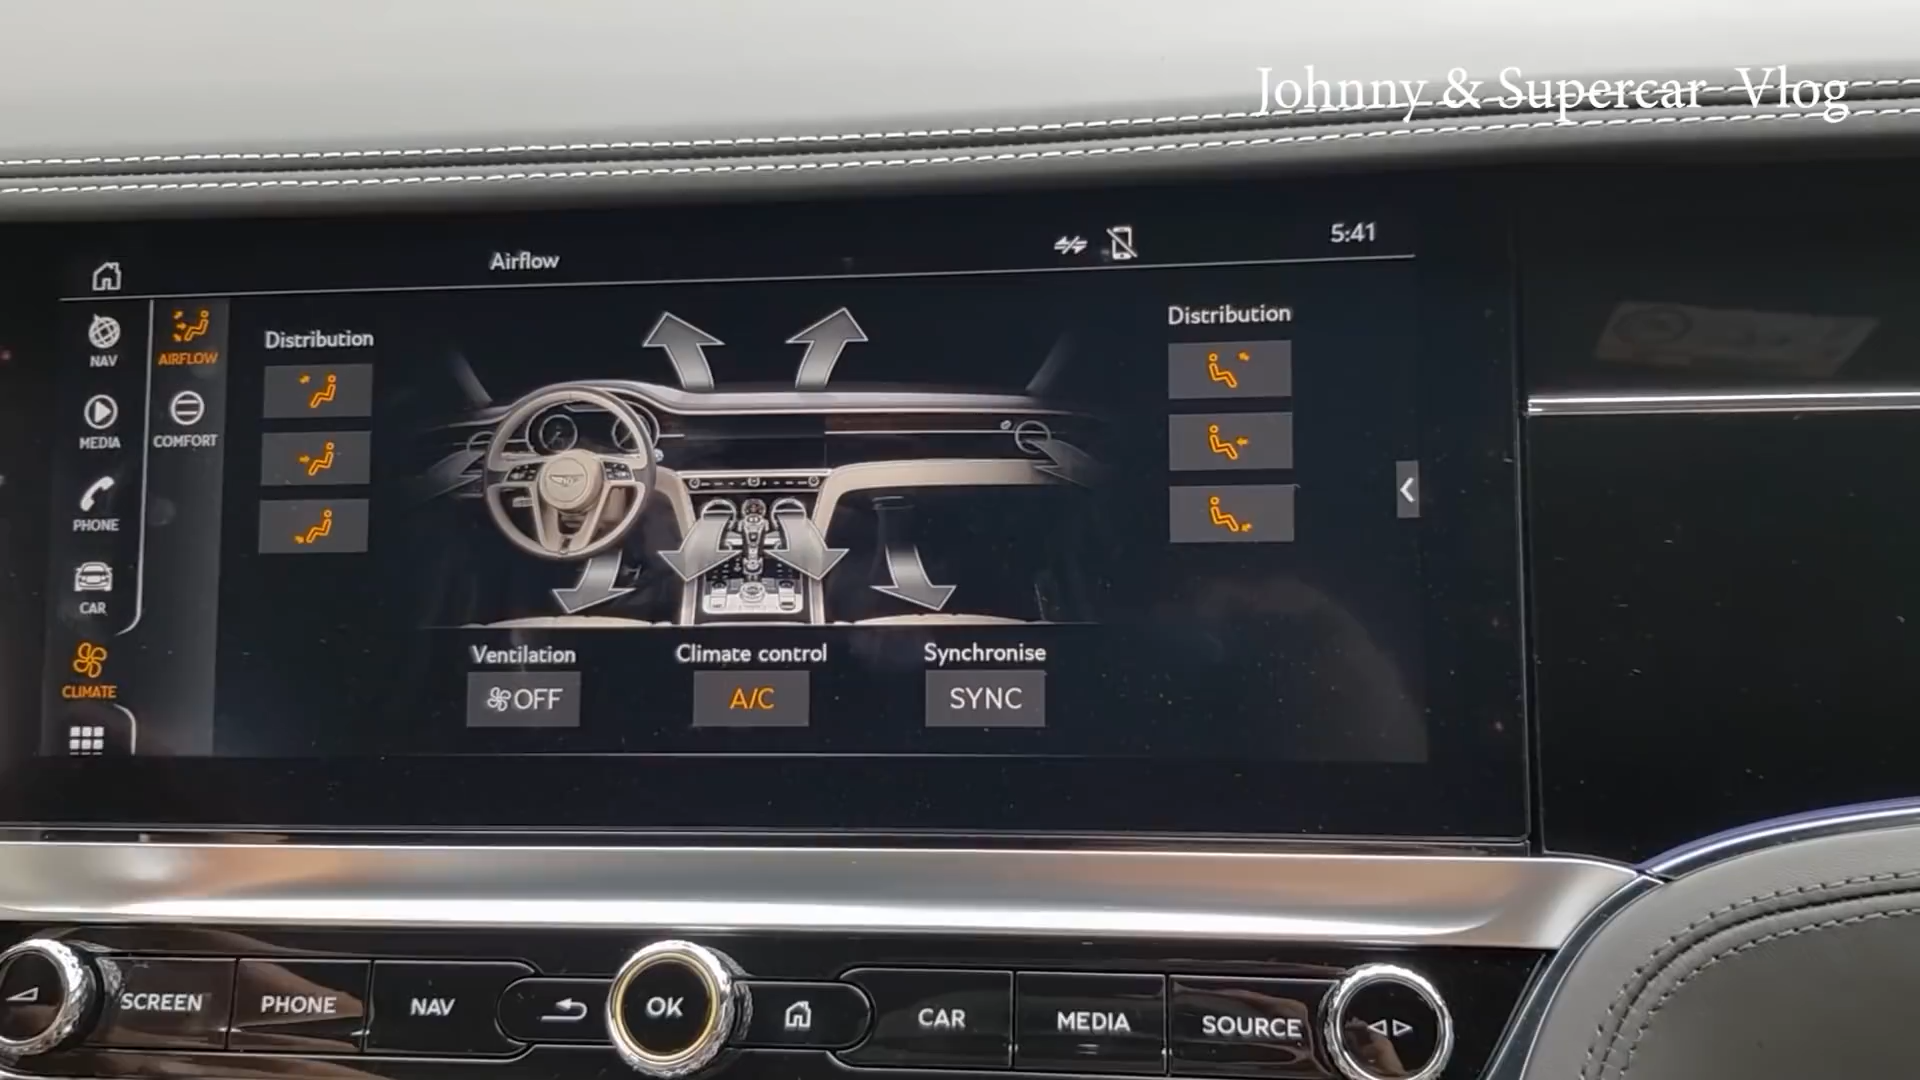 Johnny & Supercar Vlog
Airflow
5:41
NAV
MEDIA
PHONE
CAR
CLIMATE
AIRFLOW
COMFORT
Distribution
Distribution
Ventilation
OFF
Climate control
A/C
Synchronise
SYNC
SCREEN
PHONE
NAV
OK
CAR
MEDIA
SOURCE